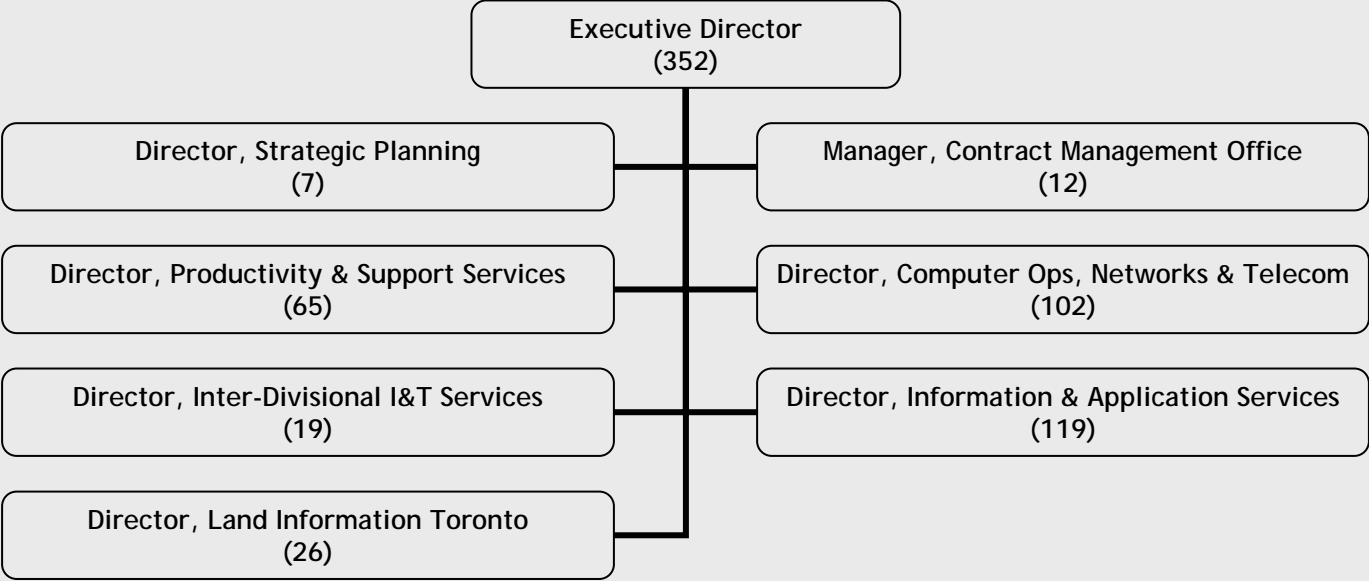 Executive Director
(352)
Director, Strategic Planning
(7)
Manager, Contract Management Office
(12)
Director, Productivity & Support Services
(65)
Director, Computer Ops, Networks & Telecom
(102)
Director, Inter-Divisional I&T Services
(19)
Director, Information & Application Services
(119)
Director, Land Information Toronto
(26)